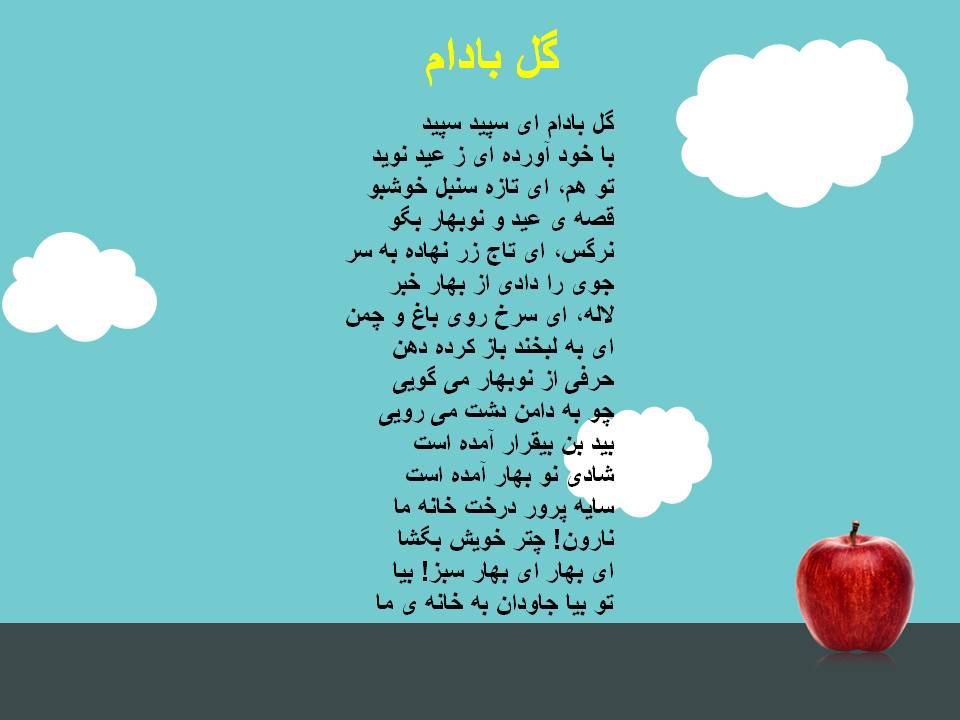 گل بادام
گل بادام ای سپید سپید
با خود آورده ای ز عید نوید
تو هم، ای تازه سنبل خوشبو
قصه ی عید و نوبهار بگو
نرگس، ای تاج زر نهاده به سر
جوی را دادی از بهار خبر
لاله، ای سرخ روی باغ و چمن
ای به لبخند باز کرده دهن
حرفی از نوبهار می گویی
چو به دامن دشت می رویی
بید بن بیقرار آمده است
شادی نو بهار آمده است
سایه پرور درخت خانه ما
نارون! چتر خویش بگشا
ای بهار ای بهار سبز! بیا
تو بیا جاودان به خانه ی ما